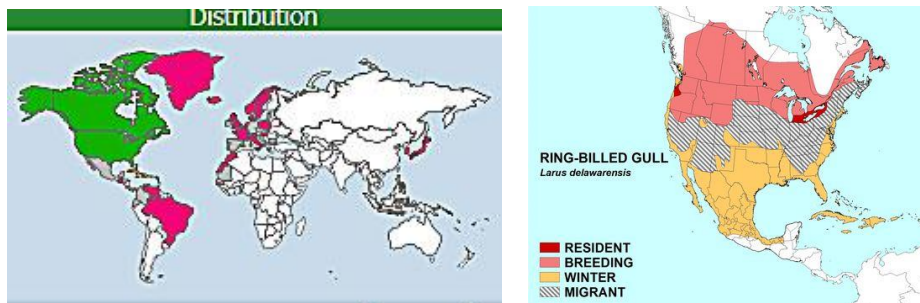 Distribution
RING-BILLED GULL
Larus delawarensis
RESIDENT
BREEDING
WINTER
MIGRANT